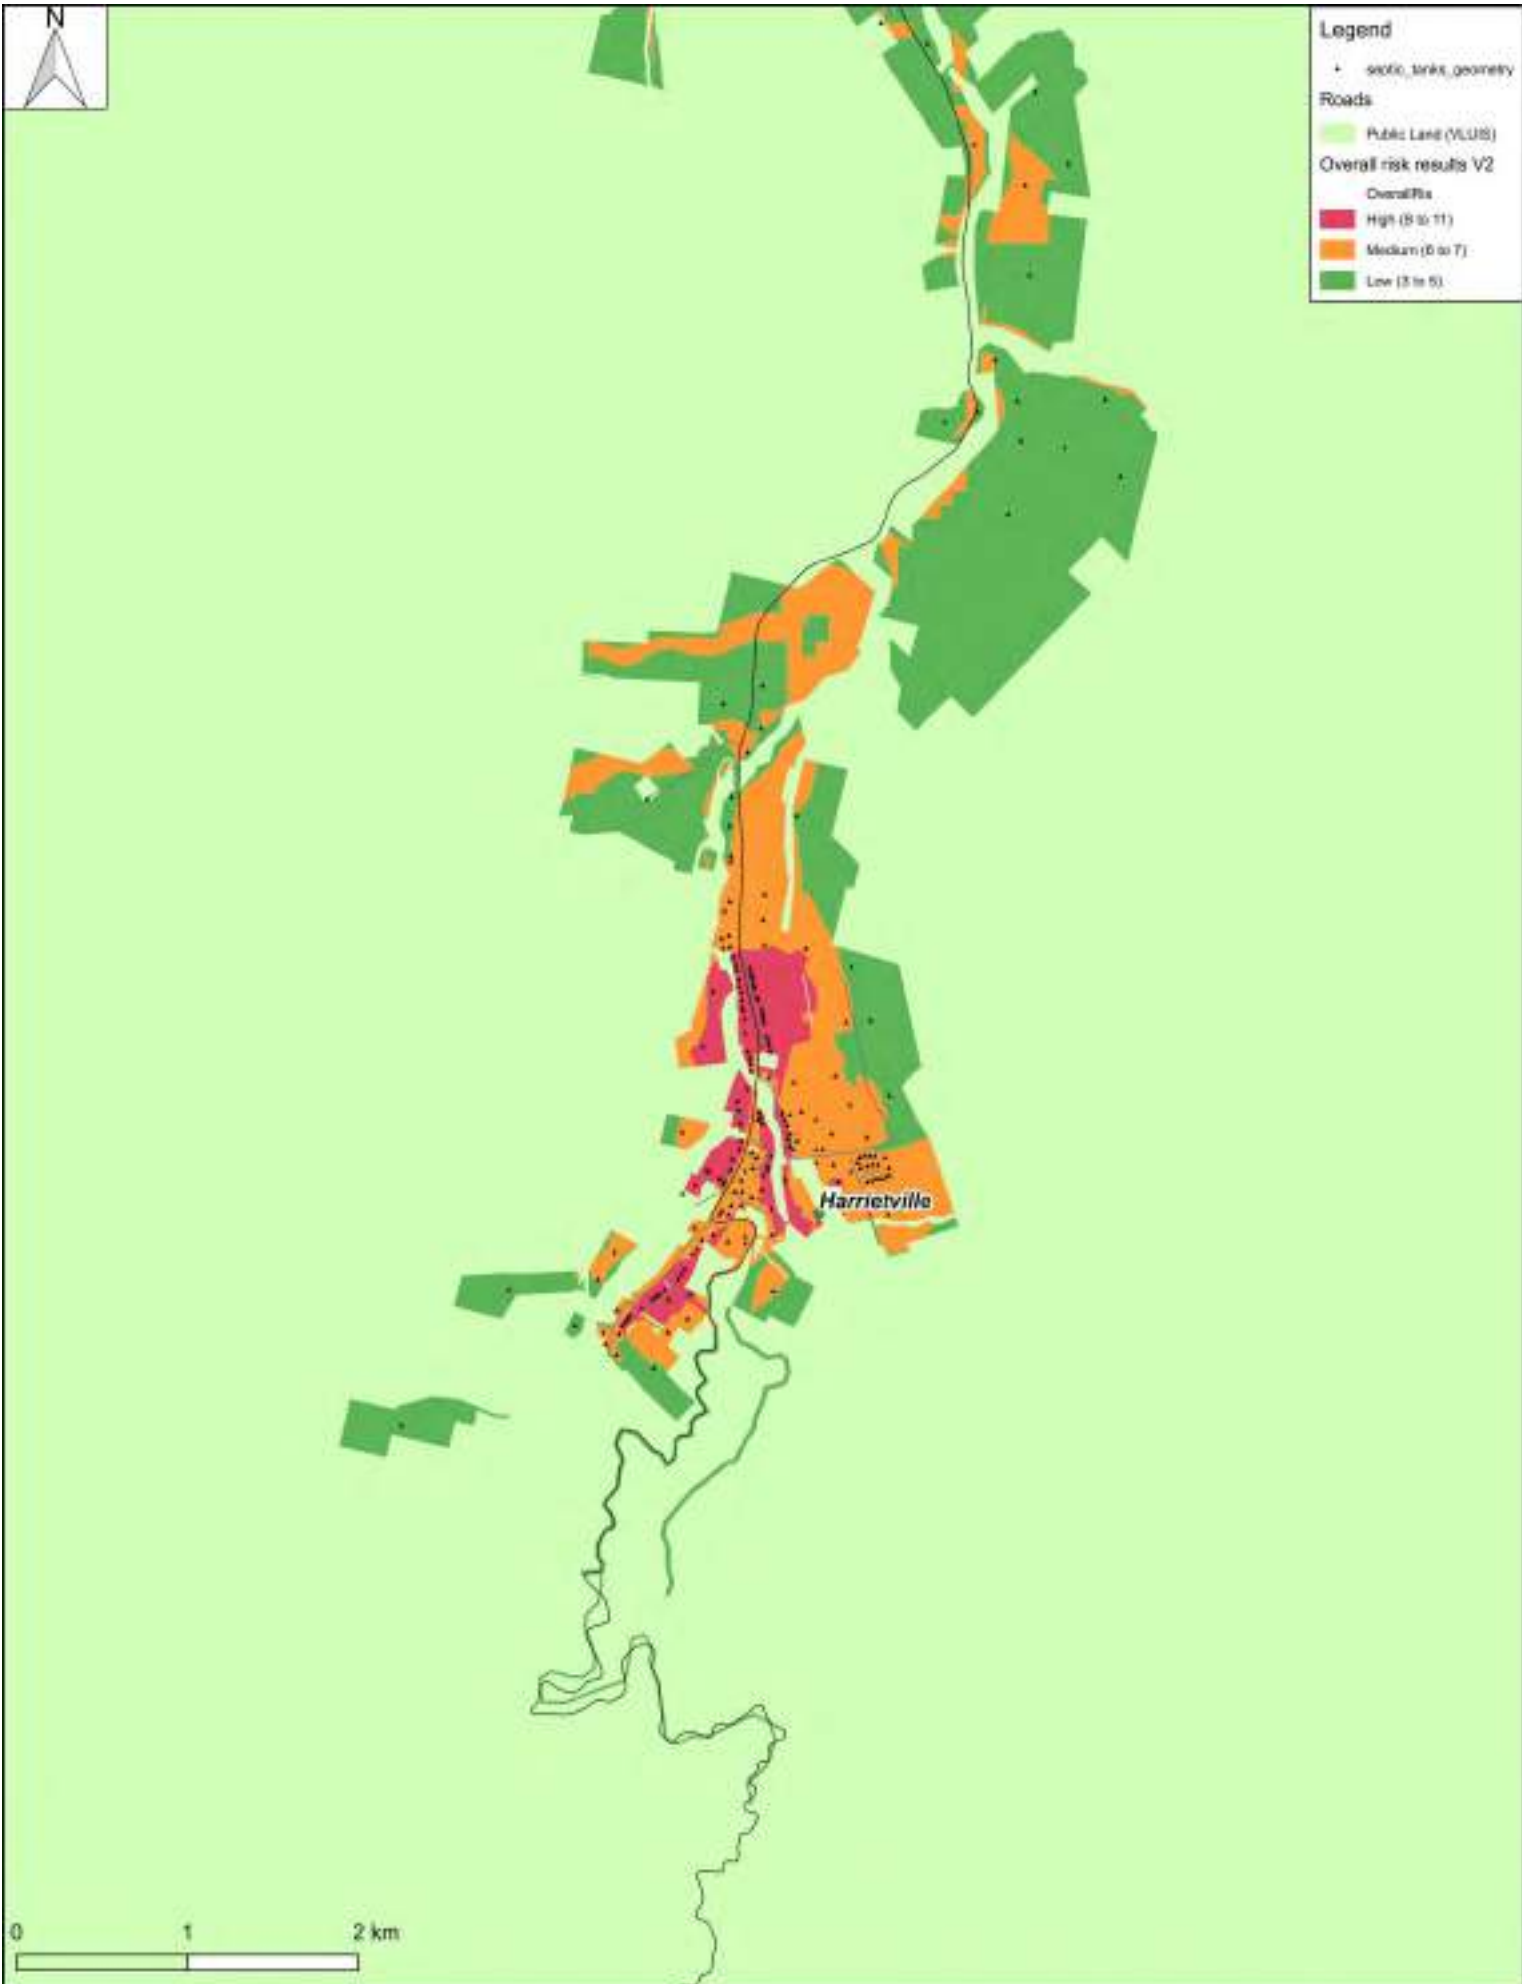 N
Legend
septic_tanks_geometry
Roads
Public Land (VLUIS)
Overall risk results V2
OverallRis
High (8 to 11)
Medium (6 to 7)
Low (3 to 5)
Harrietville
0 1 2 km